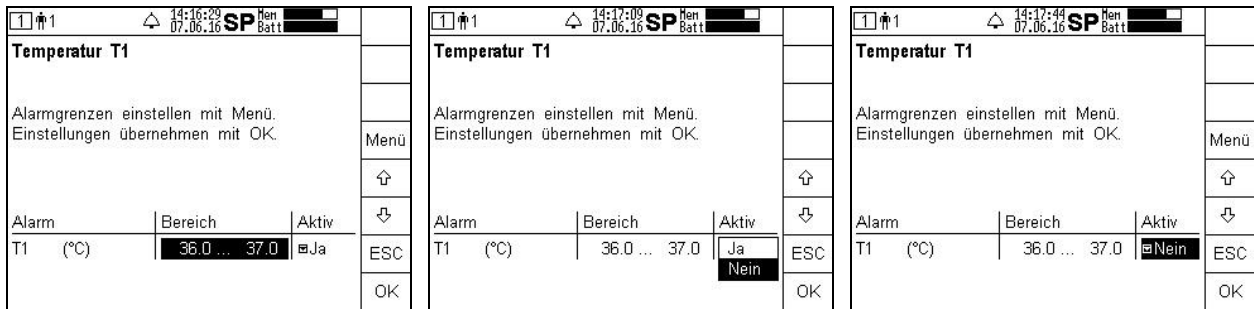 1 1 14:16:29 SP Mem
07.06.16 Batt
Temperatur T1
Alarmgrenzen einstellen mit Menü.
Einstellungen übernehmen mit OK.
Alarm Bereich Aktiv
T1 (°C) 36.0 ... 37.0 Ja
Menü
ESC
OK
1 1 14:17:09 SP Mem
07.06.16 Batt
Temperatur T1
Alarmgrenzen einstellen mit Menü.
Einstellungen übernehmen mit OK.
Alarm Bereich Aktiv
T1 (°C) 36.0 ... 37.0 Ja
Nein
ESC
OK
1 1 14:17:44 SP Mem
07.06.16 Batt
Temperatur T1
Alarmgrenzen einstellen mit Menü.
Einstellungen übernehmen mit OK.
Alarm Bereich Aktiv
T1 (°C) 36.0 ... 37.0 Nein
Menü
ESC
OK